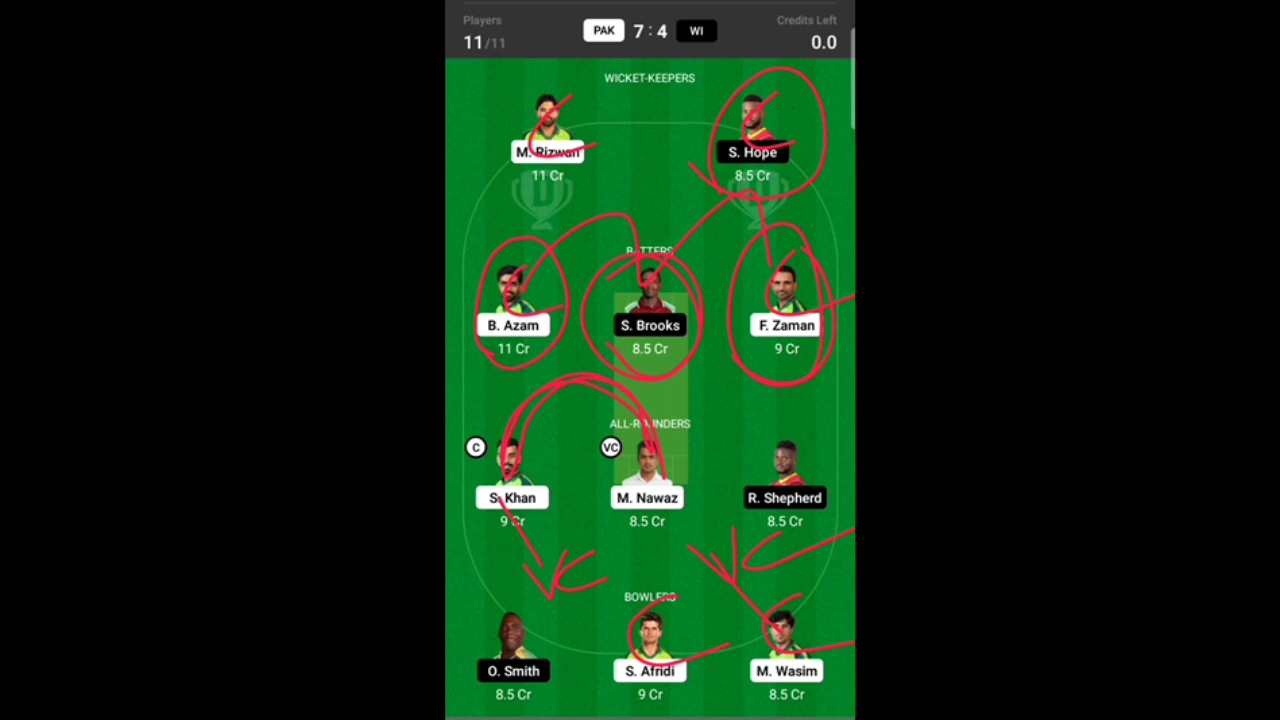 Players
Credits Left
PAK 7 : 4 WI
11/11
0.0
WICKET-KEEPERS
M. Rizwan
S. Hope
11 Cr
8.5 Cr
BATTERS
B. Azam
S. Brooks
F. Zaman
11 Cr
8.5 Cr
9 Cr
ALL-ROUNDERS
C
VC
S. Khan
M. Nawaz
R. Shepherd
9 Cr
8.5 Cr
8.5 Cr
BOWLERS
O. Smith
S. Afridi
M. Wasim
8.5 Cr
9 Cr
8.5 Cr